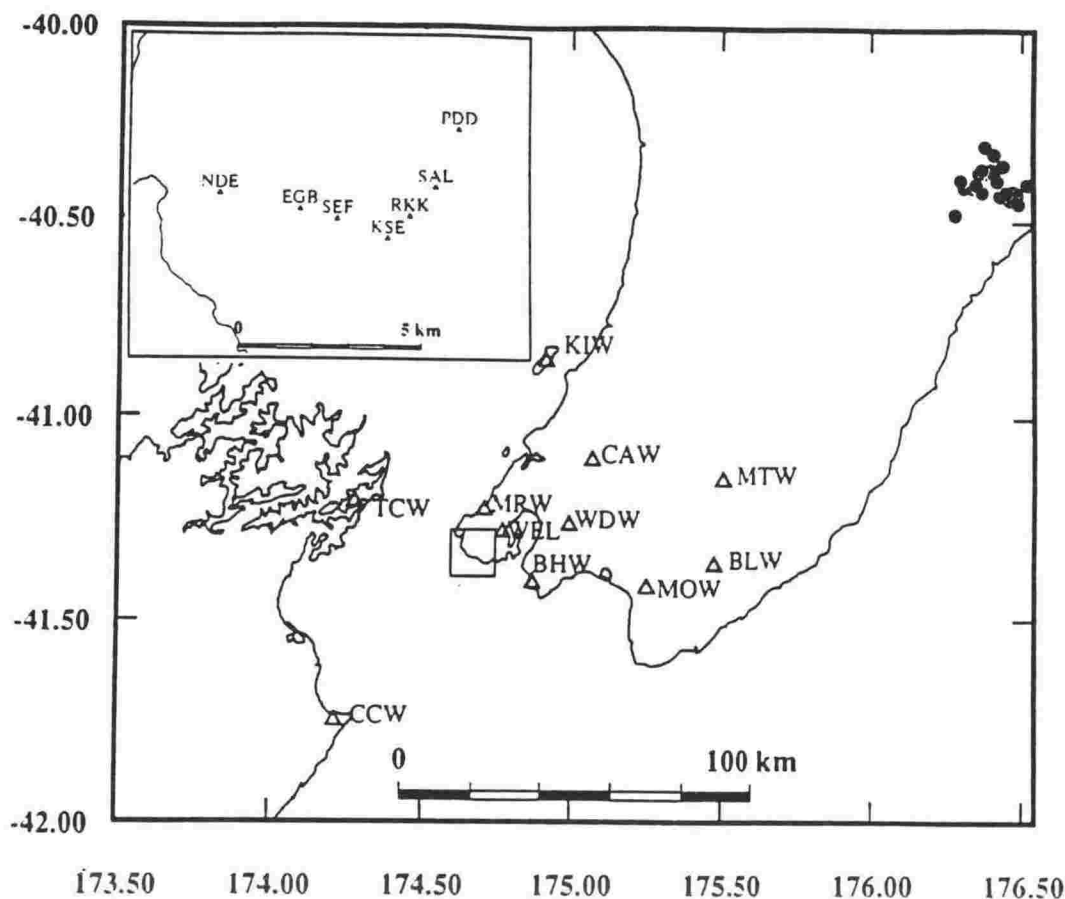 -40.00
PDD
NDE
SAL
EGB
SEF
RKK
KSE
-40.50
0
5 km
KIW
-41.00
CAW
MTW
TCW
MRW
WDW
WEL
BHW
BLW
MOW
-41.50
CCW
0
100 km
-42.00
173.50
174.00
174.50
175.00
175.50
176.00
176.50